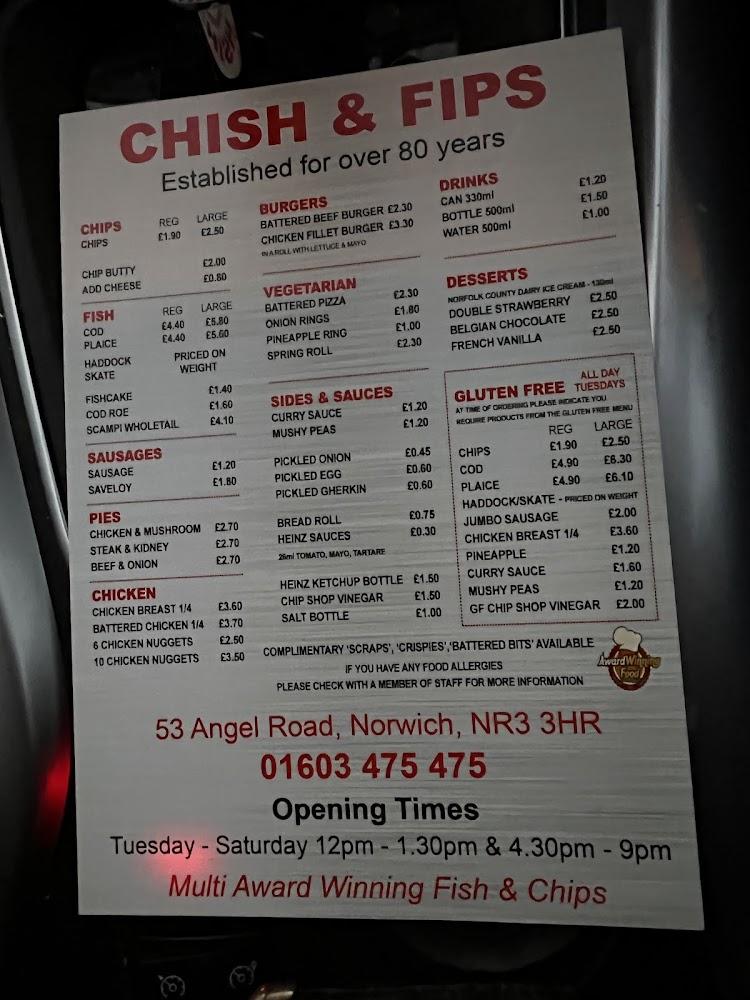 CHISH & FIPS
Established for over 80 years
CHIPS REG LARGE
CHIPS £1.90 £2.50
CHIP BUTTY £2.00
ADD CHEESE £0.80
FISH REG LARGE
COD £4.40 £5.80
PLAICE £4.40 £5.60
HADDOCK PRICED ON
SKATE WEIGHT
FISHCAKE £1.40
COD ROE £1.60
SCAMPI WHOLETAIL £4.10
SAUSAGES
SAUSAGE £1.20
SAVELOY £1.80
PIES
CHICKEN & MUSHROOM £2.70
STEAK & KIDNEY £2.70
BEEF & ONION £2.70
CHICKEN
CHICKEN BREAST 1/4 £3.60
BATTERED CHICKEN 1/4 £3.70
6 CHICKEN NUGGETS £2.50
10 CHICKEN NUGGETS £3.50
BURGERS
BATTERED BEEF BURGER £2.30
CHICKEN FILLET BURGER £3.30
IN A ROLL WITH LETTUCE & MAYO
VEGETARIAN
BATTERED PIZZA £2.30
ONION RINGS £1.80
PINEAPPLE RING £1.00
SPRING ROLL £2.30
SIDES & SAUCES
CURRY SAUCE £1.20
MUSHY PEAS £1.20
PICKLED ONION £0.45
PICKLED EGG £0.60
PICKLED GHERKIN £0.60
BREAD ROLL £0.75
HEINZ SAUCES £0.30
26ml TOMATO, MAYO, TARTARE
HEINZ KETCHUP BOTTLE £1.50
CHIP SHOP VINEGAR £1.50
SALT BOTTLE £1.00
DRINKS
CAN 330ml £1.20
BOTTLE 500ml £1.50
WATER 500ml £1.00
DESSERTS
NORFOLK COUNTY DAIRY ICE CREAM - 130ml
DOUBLE STRAWBERRY £2.50
BELGIAN CHOCOLATE £2.50
FRENCH VANILLA £2.50
GLUTEN FREE ALL DAY TUESDAYS
AT TIME OF ORDERING PLEASE INDICATE YOU
REQUIRE PRODUCTS FROM THE GLUTEN FREE MENU
REG LARGE
CHIPS £1.90 £2.50
COD £4.90 £6.30
PLAICE £4.90 £6.10
HADDOCK/SKATE - PRICED ON WEIGHT
JUMBO SAUSAGE £2.00
CHICKEN BREAST 1/4 £3.60
PINEAPPLE £1.20
CURRY SAUCE £1.60
MUSHY PEAS £1.20
GF CHIP SHOP VINEGAR £2.00
COMPLIMENTARY 'SCRAPS', 'CRISPIES','BATTERED BITS' AVAILABLE
IF YOU HAVE ANY FOOD ALLERGIES
PLEASE CHECK WITH A MEMBER OF STAFF FOR MORE INFORMATION
Award Winning
Food
53 Angel Road, Norwich, NR3 3HR
01603 475 475
Opening Times
Tuesday - Saturday 12pm - 1.30pm & 4.30pm - 9pm
Multi Award Winning Fish & Chips